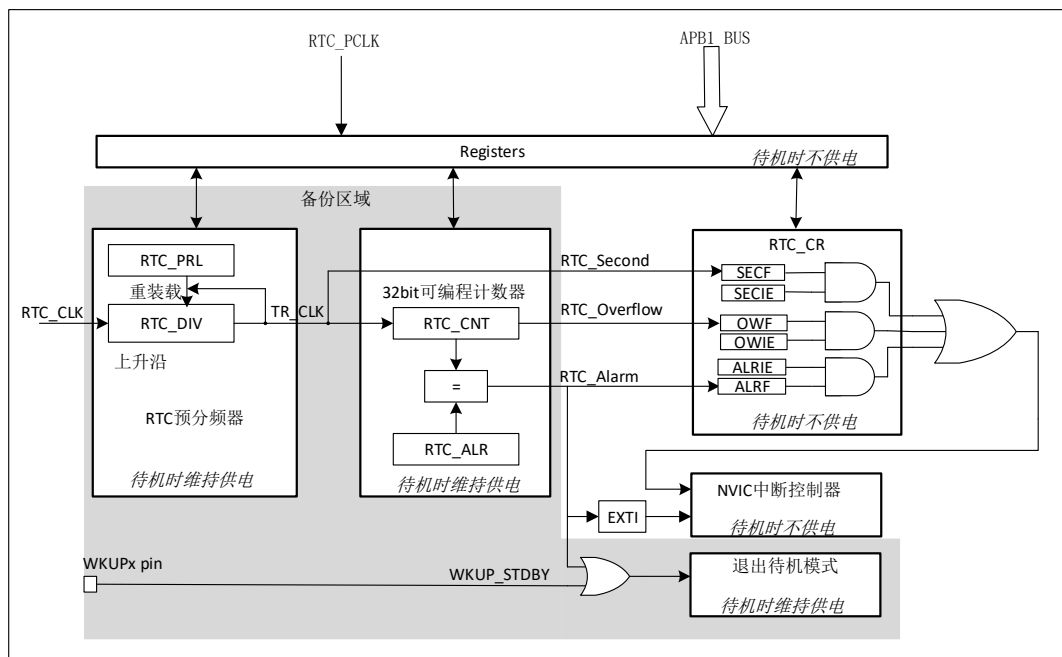 RTC_PCLK
APB1_BUS
Registers
待机时不供电
备份区域
RTC_PRL
重装载
RTC_CLK
RTC_DIV
TR_CLK
上升沿
RTC预分频器
待机时维持供电
32bit可编程计数器
RTC_CNT
=
RTC_ALR
待机时维持供电
RTC_Second
RTC_Overflow
RTC_Alarm
RTC_CR
SECF
SECIE
OWF
OWIE
ALRIE
ALRF
待机时不供电
EXTI
NVIC中断控制器
待机时不供电
WKUPx pin
WKUP_STDBY
退出待机模式
待机时维持供电